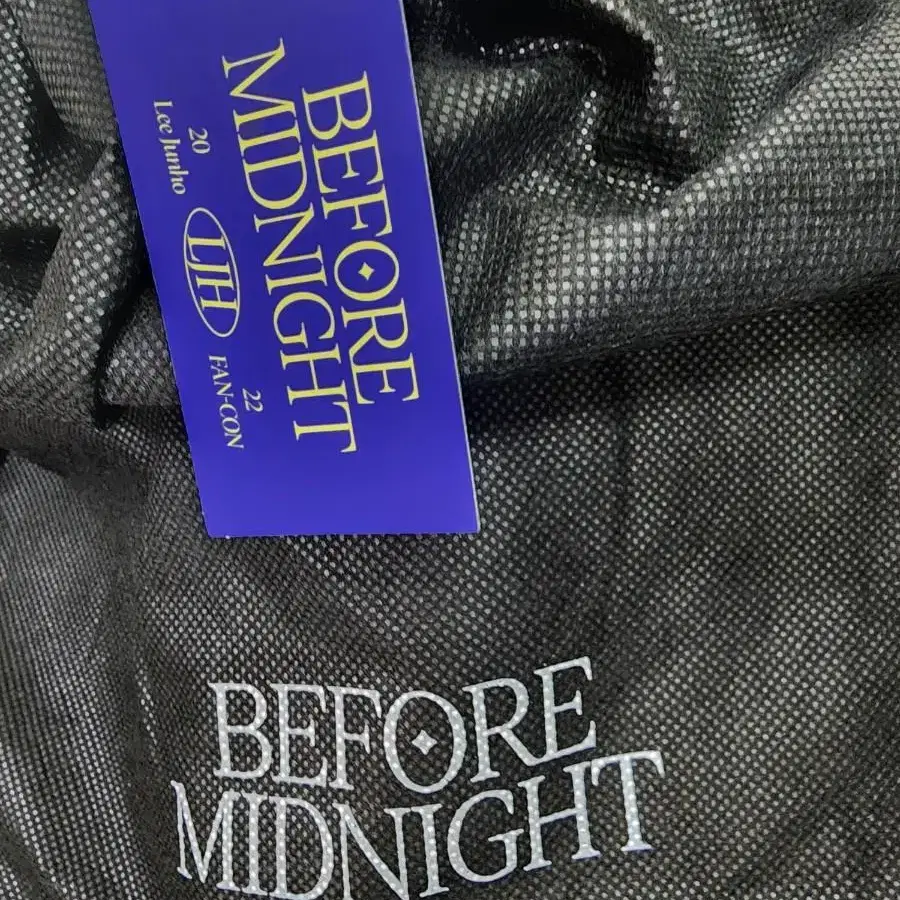 BEFORE
MIDNIGHT
20 22
Lee Junho LJH FAN-CON
BEFORE
MIDNIGHT